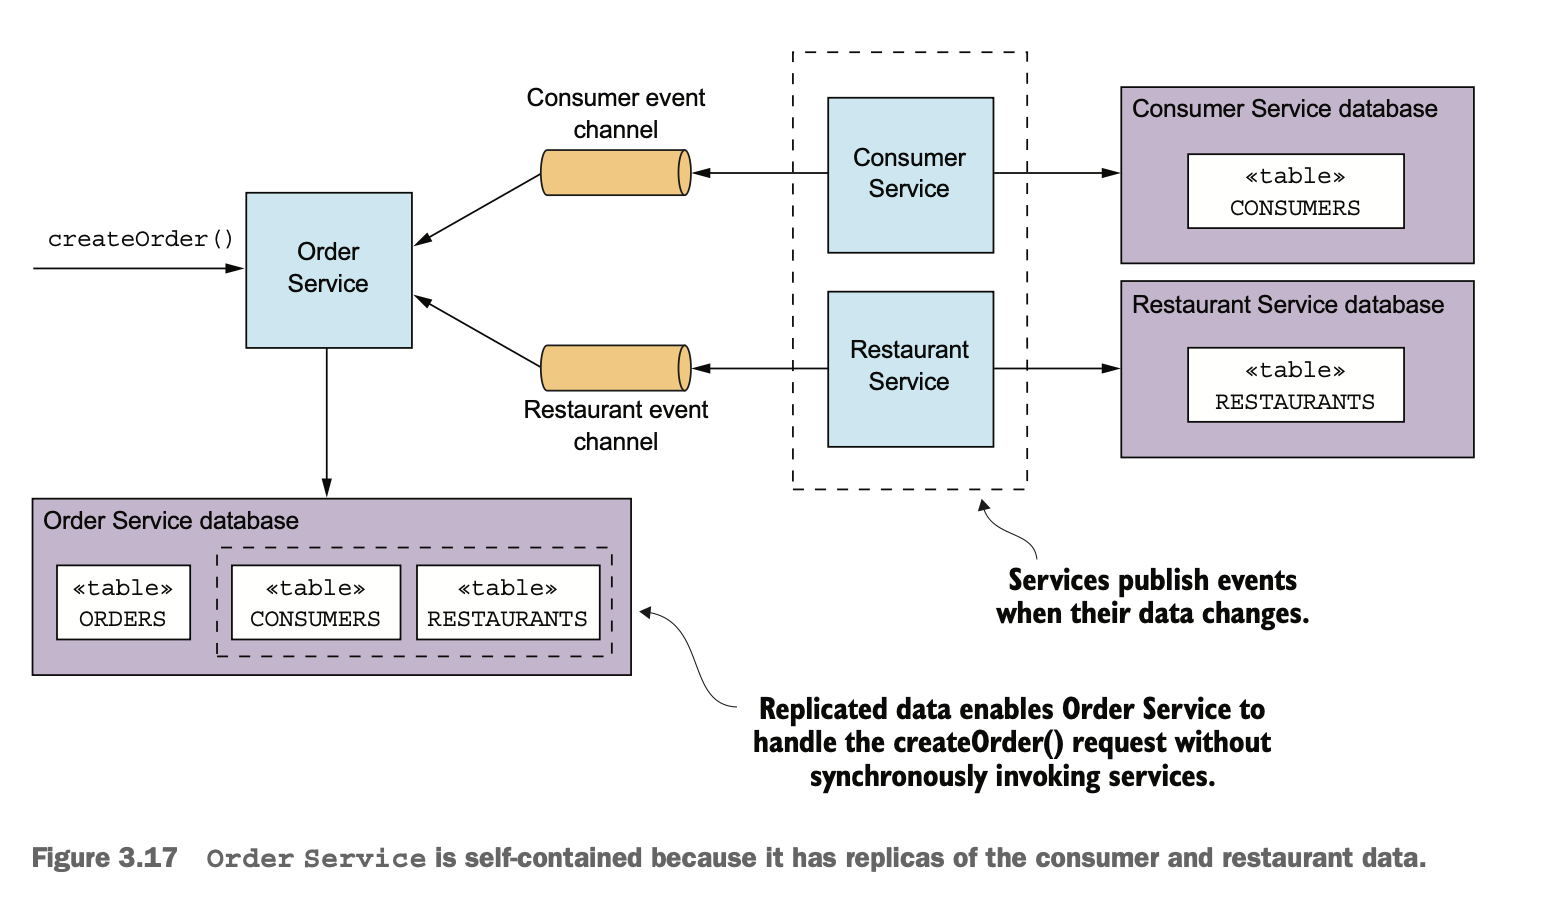 Consumer event
channel
Consumer
Service
Consumer Service database
«table»
CONSUMERS
createOrder()
Order
Service
Restaurant event
channel
Restaurant
Service
Restaurant Service database
«table»
RESTAURANTS
Order Service database
«table»
ORDERS
«table»
CONSUMERS
«table»
RESTAURANTS
Services publish events
when their data changes.
Replicated data enables Order Service to
handle the createOrder() request without
synchronously invoking services.
Figure 3.17 Order Service is self-contained because it has replicas of the consumer and restaurant data.